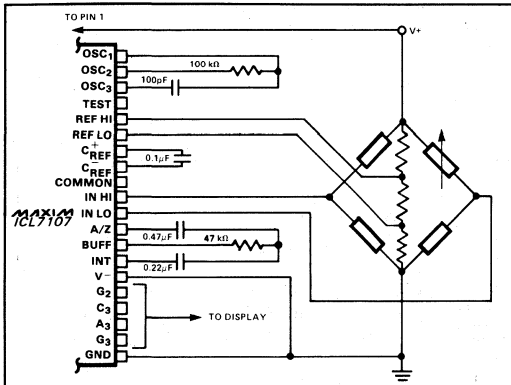 TO PIN 1
V+
OSC1
OSC2
100 kΩ
OSC3
100pF
TEST
REF HI
REF LO
C+REF
0.1µF
C-REF
COMMON
IN HI
MAXIM
ICL7107
IN LO
A/Z
0.47µF
47 kΩ
BUFF
INT
0.22µF
V-
G2
C3
TO DISPLAY
A3
G3
GND